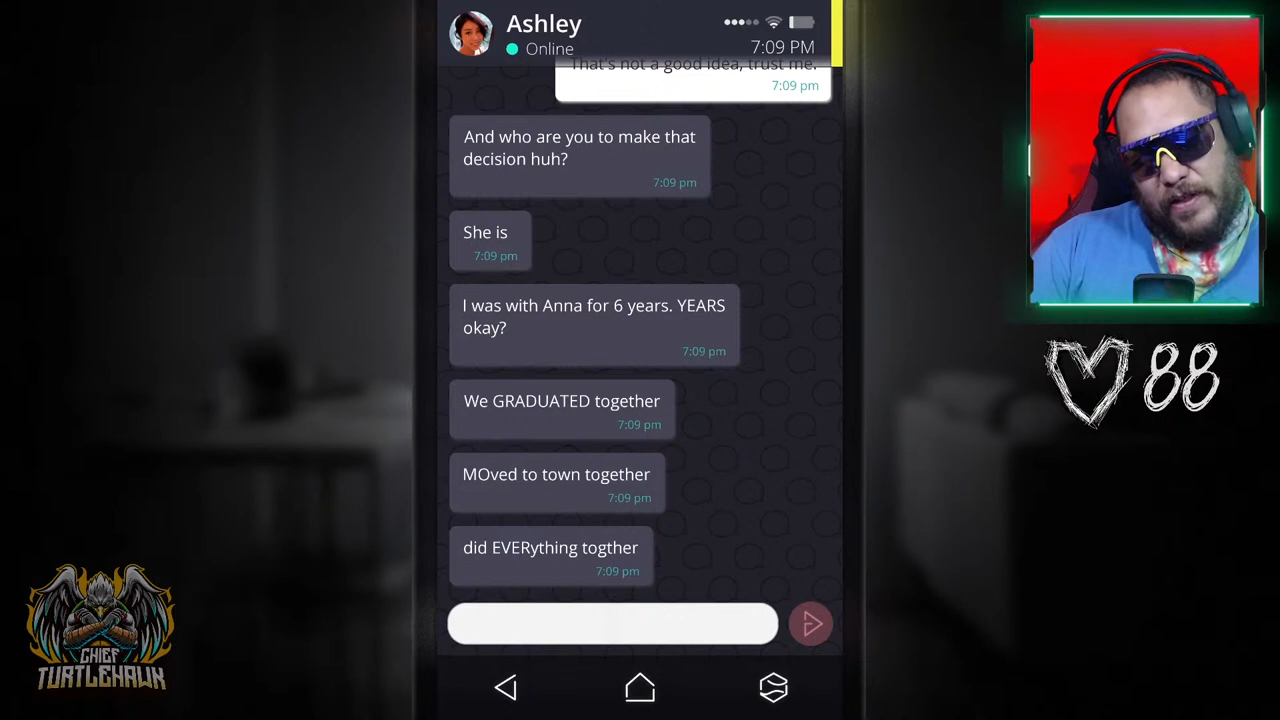 Ashley
Online
7:09 PM
That's not a good idea, trust me.
7:09 pm
And who are you to make that
decision huh?
7:09 pm
She is
7:09 pm
I was with Anna for 6 years. YEARS
okay?
7:09 pm
We GRADUATED together
7:09 pm
MOved to town together
7:09 pm
did EVERything togther
7:09 pm
88
CHIEF
TURTLEHAWK